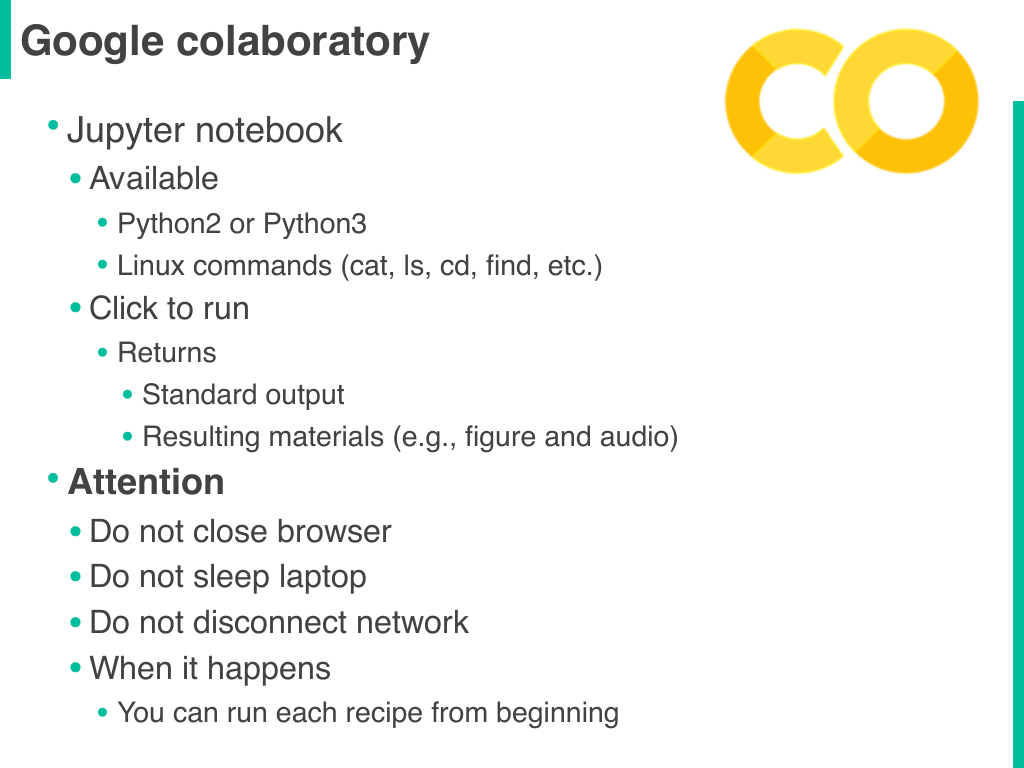 Google colaboratory
• Jupyter notebook
• Available
• Python2 or Python3
• Linux commands (cat, ls, cd, find, etc.)
• Click to run
• Returns
• Standard output
• Resulting materials (e.g., figure and audio)
• Attention
• Do not close browser
• Do not sleep laptop
• Do not disconnect network
• When it happens
• You can run each recipe from beginning